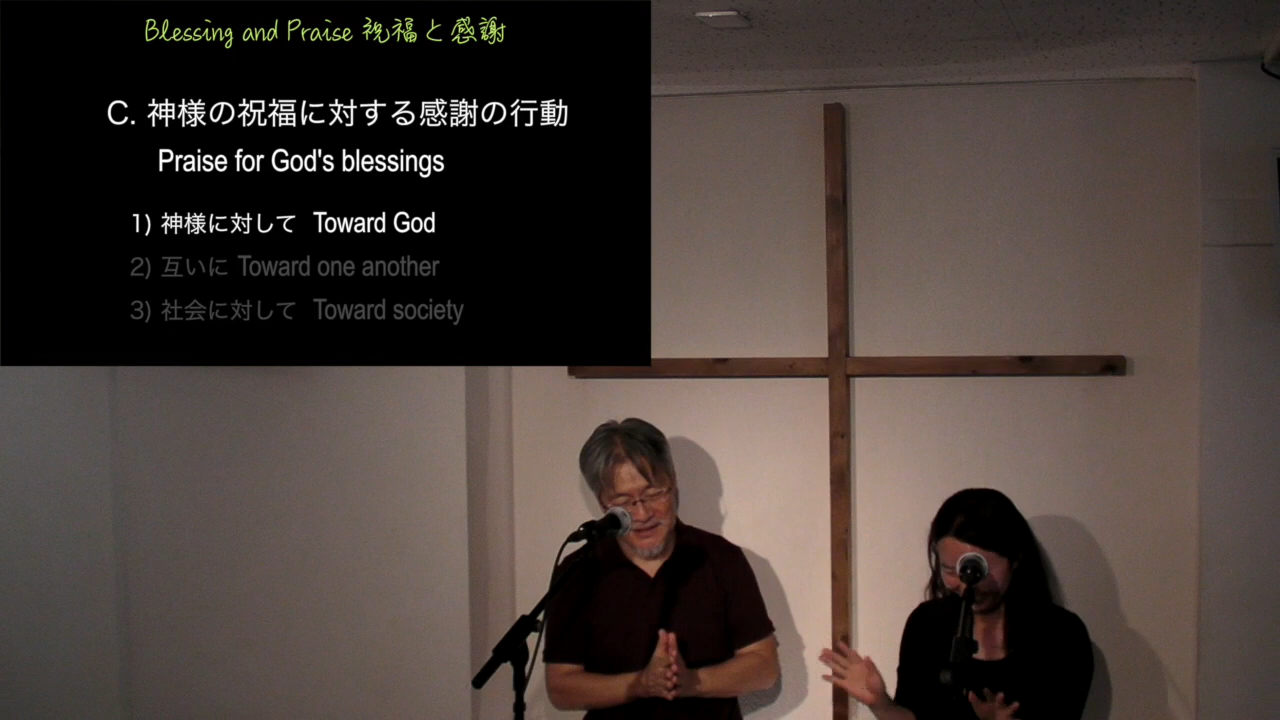 Blessing and Praise 祝福と感謝
C. 神様の祝福に対する感謝の行動
Praise for God's blessings
1) 神様に対して Toward God
2) 互いに Toward one another
3) 社会に対して Toward society